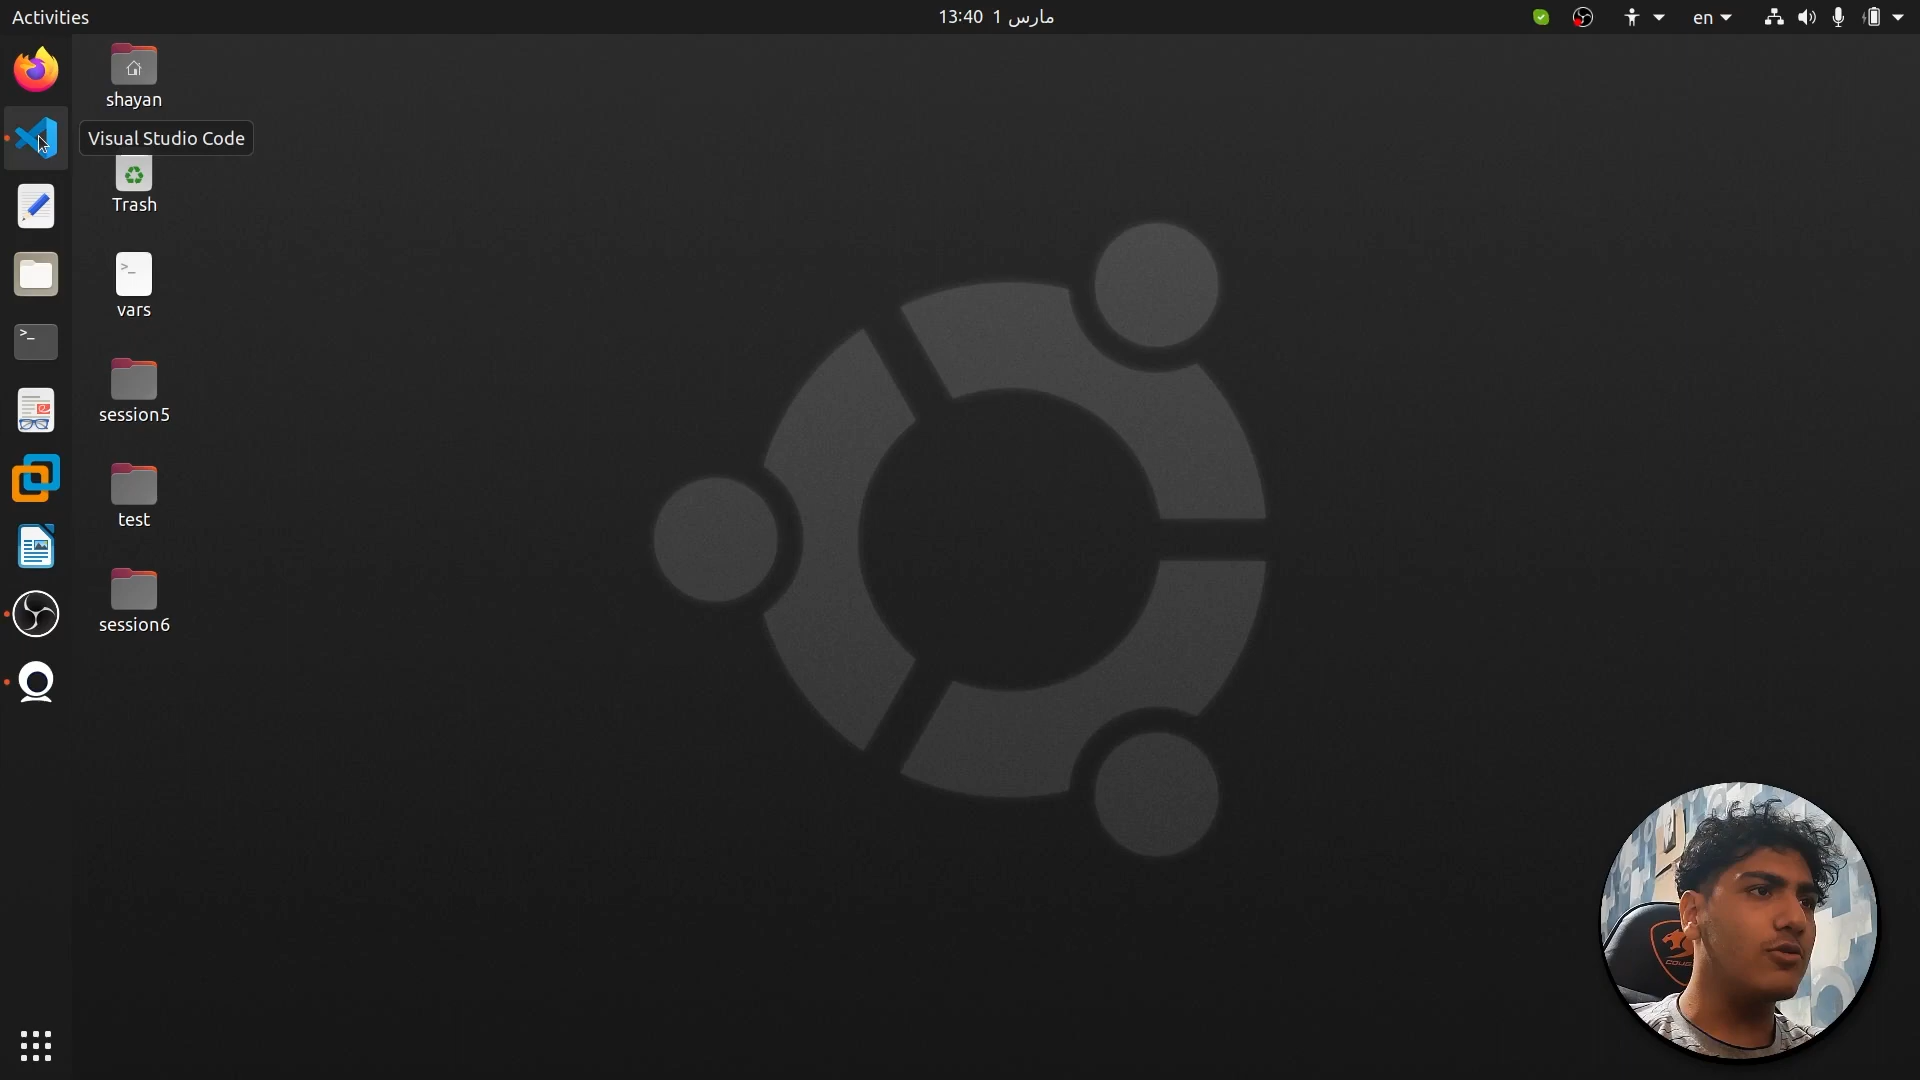 Activities
13:40 1 مارس
en
shayan
Visual Studio Code
Trash
>_
vars
>_
session5
test
session6